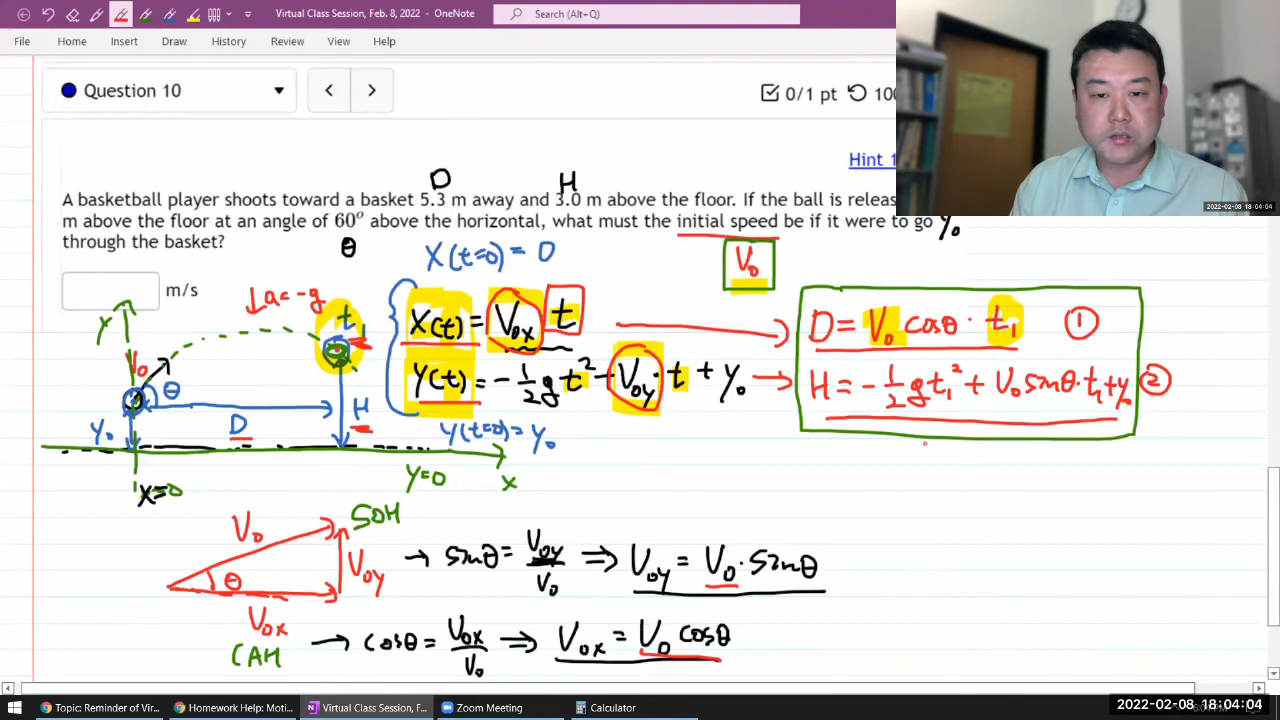 Virtual Class Session, Feb. 8, 2022 - OneNote
Search (Alt+Q)
File Home Insert Draw History Review View Help
Question 10
0/1 pt
100
Hint 1
D H
A basketball player shoots toward a basket 5.3 m away and 3.0 m above the floor. If the ball is releas
m above the floor at an angle of 60° above the horizontal, what must the initial speed be if it were to go
through the basket?
y₀
θ
X(t=0) = 0
V₀
m/s
↓a=-g
X(t) = V₀ₓ t
D = V₀ cosθ · t₁ ①
y(t) = -½gt² + V₀y · t + y₀
H = -½gt₁² + V₀ sinθ · t₁ + y₀ ②
y
t₁
V₀
θ
H
y₀
D
y(t=0) = y₀
x=0
y=0
x
V₀
SOH
θ
V₀y
V₀ₓ
CAH
→ sinθ = V₀y/V₀ ⇒ V₀y = V₀ · sinθ
→ cosθ = V₀ₓ/V₀ ⇒ V₀ₓ = V₀ cosθ
2022-02-08 18:04:04
Topic: Reminder of Vir...
Homework Help: Moti...
Virtual Class Session, F...
Zoom Meeting
Calculator
2022-02-08 18:04:04